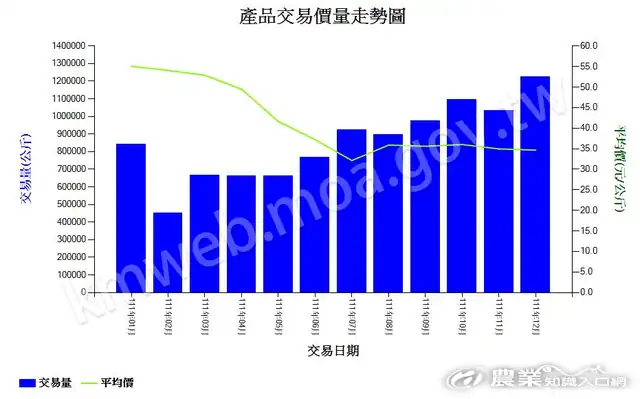 產品交易價量走勢圖
交易量(公斤)
1400000
1300000
1200000
1100000
1000000
900000
800000
700000
600000
500000
400000
300000
200000
100000
0
60.0
55.0
50.0
45.0
40.0
35.0
30.0
25.0
20.0
15.0
10.0
5.0
0.0
平均價(元/公斤)
111年01月
111年02月
111年03月
111年04月
111年05月
111年06月
111年07月
111年08月
111年09月
111年10月
111年11月
111年12月
交易日期
交易量 平均價
kmweb.moa.gov.tw
農業知識入口網